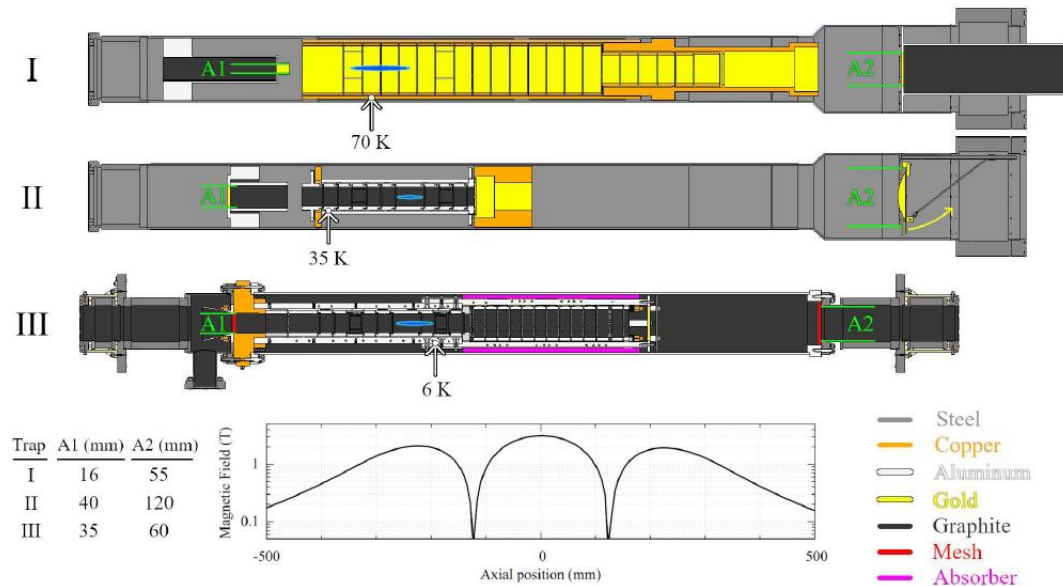 I
A1
A2
70 K
II
A1
A2
35 K
III
A1
A2
6 K
Trap A1 (mm) A2 (mm)
I 16 55
II 40 120
III 35 60
Magnetic Field (T)
1
0.1
-500 0 500
Axial position (mm)
Steel
Copper
Aluminum
Gold
Graphite
Mesh
Absorber